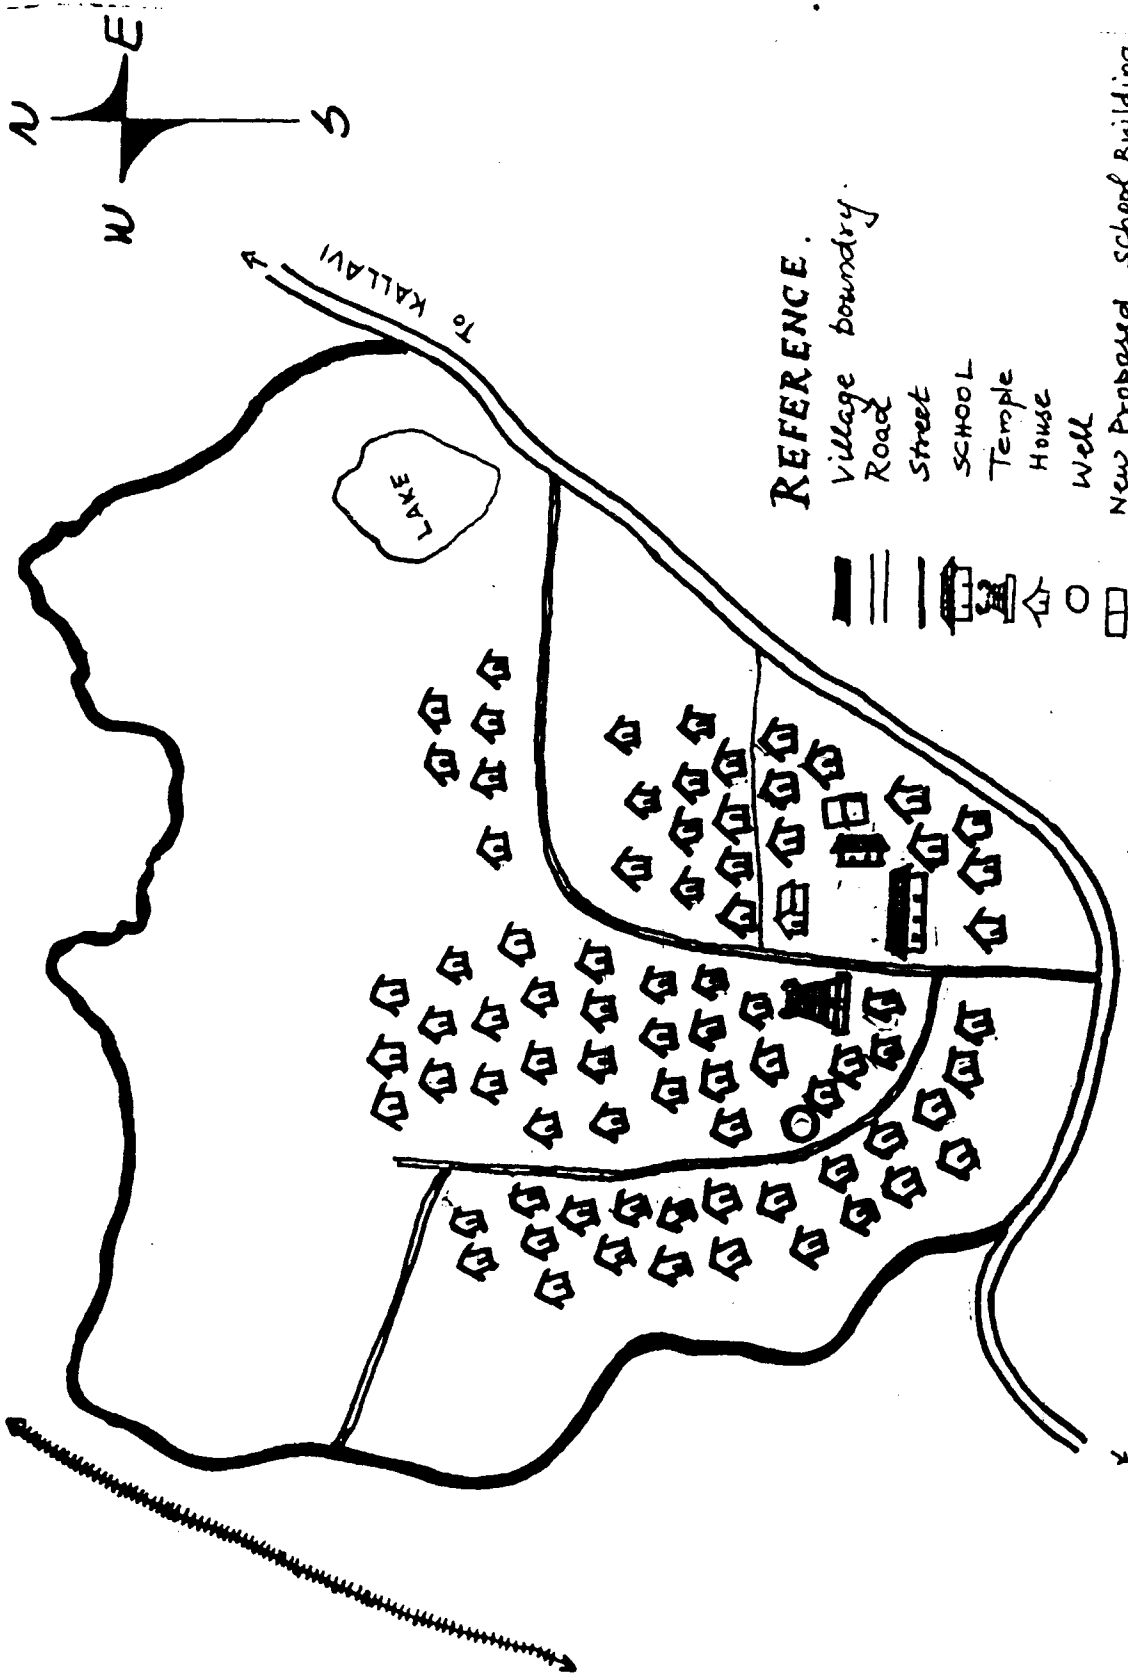 N
E
W
S
To KALLAVI
LAKE
REFERENCE.
Village boundry.
Road
Street
SCHOOL
Temple
House
Well
New Proposed School Building